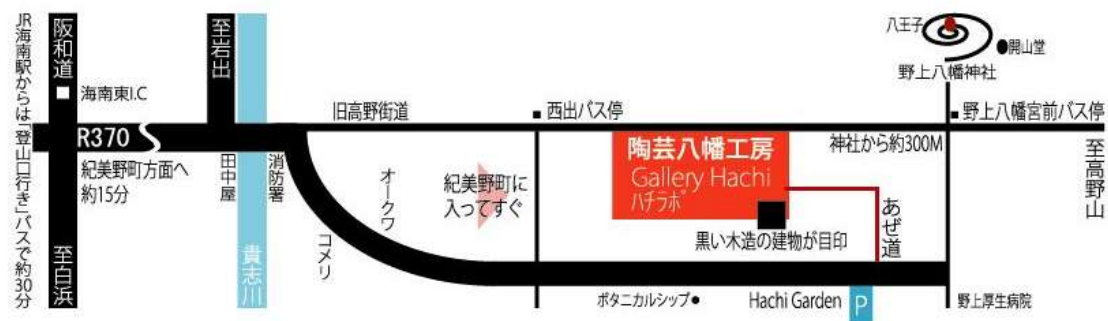 JR海南駅からは「登山口行き」バスで約30分
阪和道
海南東I.C
R370
紀美野町方面へ
約15分
至白浜
至岩出
田中屋
貴志川
消防署
旧高野街道
オークワ
コメリ
紀美野町に
入ってすぐ
西出バス停
陶芸八幡工房
Gallery Hachi
ハチラボ
黒い木造の建物が目印
ボタニカルシップ
Hachi Garden
P
あぜ道
神社から約300M
八王子
開山堂
野上八幡神社
野上八幡宮前バス停
至高野山
野上厚生病院